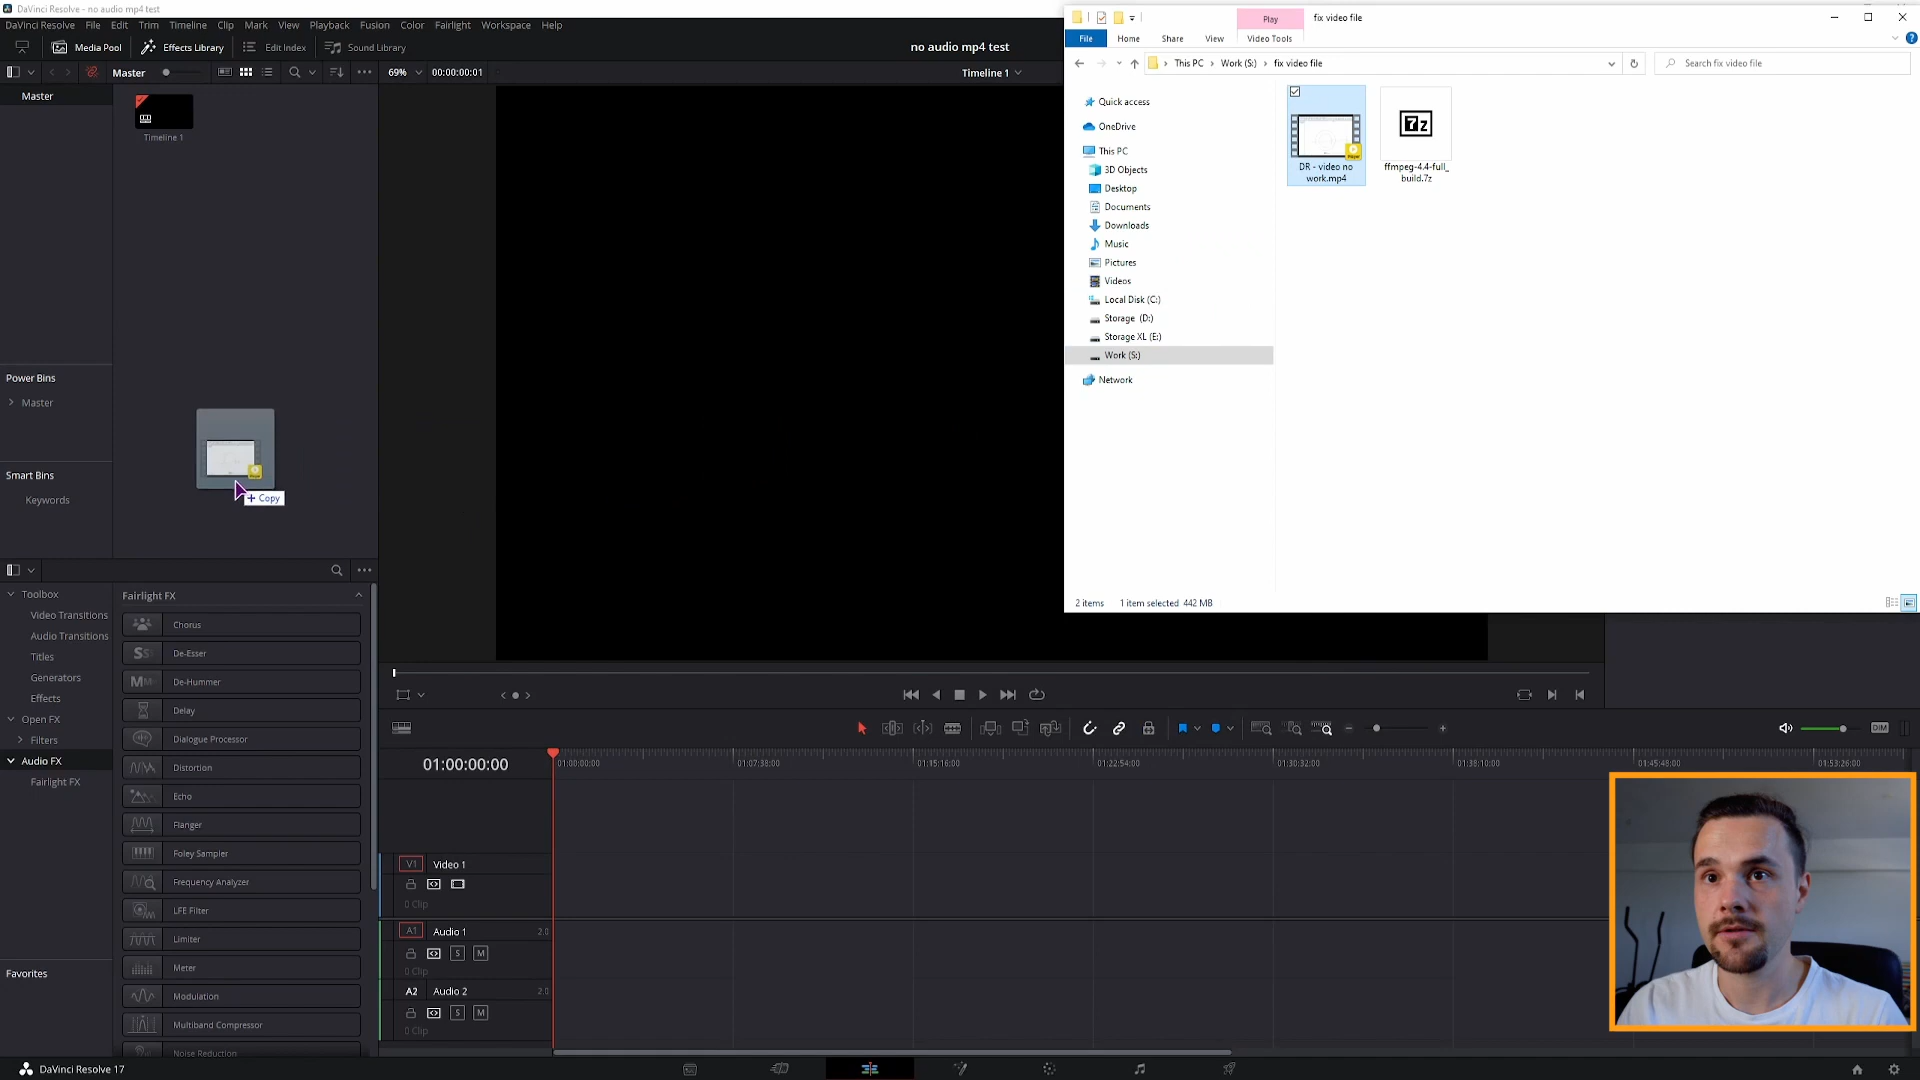 DaVinci Resolve - no audio mp4 test
DaVinci Resolve File Edit Trim Timeline Clip Mark View Playback Fusion Color Fairlight Workspace Help
Media Pool Effects Library Edit Index Sound Library no audio mp4 test
Master 69% 00:00:00:01 Timeline 1
Master
Timeline 1
Power Bins
Master
Smart Bins
Keywords
+ Copy
Play fix video file
File Home Share View Video Tools
This PC > Work (S:) > fix video file Search fix video file
Quick access
OneDrive
This PC
3D Objects
Desktop
Documents
Downloads
Music
Pictures
Videos
Local Disk (C:)
Storage (D:)
Storage XL (E:)
Work (S:)
Network
DR - video no
work.mp4
7z
ffmpeg-4.4-full_
build.7z
2 items 1 item selected 442 MB
Toolbox
Video Transitions
Audio Transitions
Titles
Generators
Effects
Open FX
Filters
Audio FX
Fairlight FX
Favorites
Fairlight FX
Chorus
De-Esser
De-Hummer
Delay
Dialogue Processor
Distortion
Echo
Flanger
Foley Sampler
Frequency Analyzer
LFE Filter
Limiter
Meter
Modulation
Multiband Compressor
Noise Reduction
DIM
01:00:00:00 01:00:00:00 01:07:38:00 01:15:16:00 01:22:54:00 01:30:32:00 01:38:10:00 01:45:48:00 01:53:26:00
V1 Video 1
0 Clip
A1 Audio 1 2.0
S M
0 Clip
A2 Audio 2 2.0
S M
0 Clip
DaVinci Resolve 17